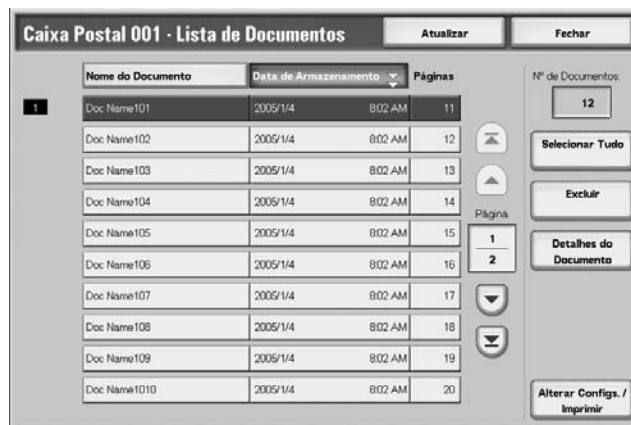 Caixa Postal 001 - Lista de Documentos
Atualizar
Fechar
Nome do Documento
Data de Armazenamento
Páginas
Nº de Documentos:
12
1
Doc Name101 2005/1/4 8:02 AM 11
Doc Name102 2005/1/4 8:02 AM 12
Doc Name103 2005/1/4 8:02 AM 13
Doc Name104 2005/1/4 8:02 AM 14
Doc Name105 2005/1/4 8:02 AM 15
Doc Name106 2005/1/4 8:02 AM 16
Doc Name107 2005/1/4 8:02 AM 17
Doc Name108 2005/1/4 8:02 AM 18
Doc Name109 2005/1/4 8:02 AM 19
Doc Name1010 2005/1/4 8:02 AM 20
Página
1
2
Selecionar Tudo
Excluir
Detalhes do
Documento
Alterar Configs. /
Imprimir